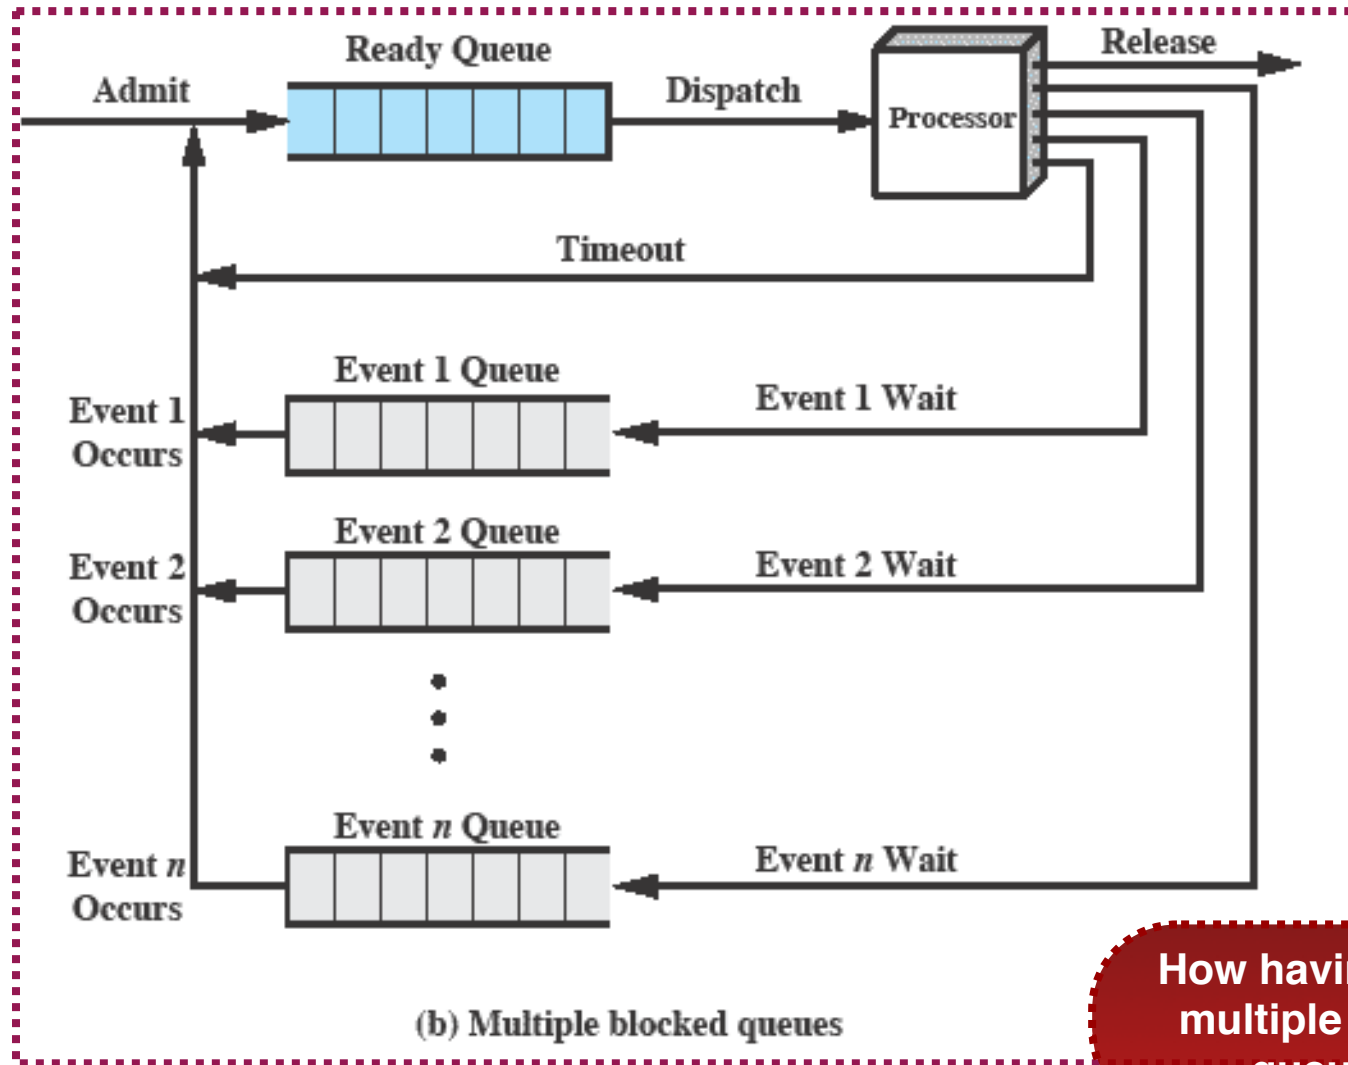 Ready Queue
Release
Admit
Dispatch
Processor
Timeout
Event 1 Queue
Event 1
Occurs
Event 1 Wait
Event 2 Queue
Event 2
Occurs
Event 2 Wait
Event n Queue
Event n
Occurs
Event n Wait
(b) Multiple blocked queues
How
multiple